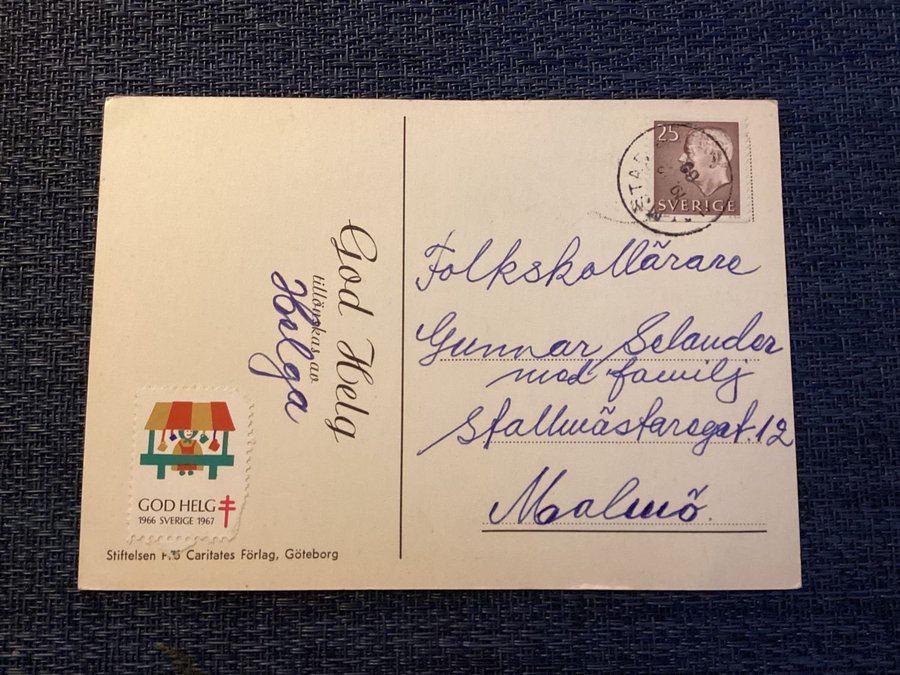 God Helg
tillönskas av
Helga
GOD HELG
1966 SVERIGE 1967
Stiftelsen Pro Caritates Förlag, Göteborg
25
SVERIGE
Folkskollärare
Gunnar Selander
med familj
Stallmästaregat. 12
Malmö.